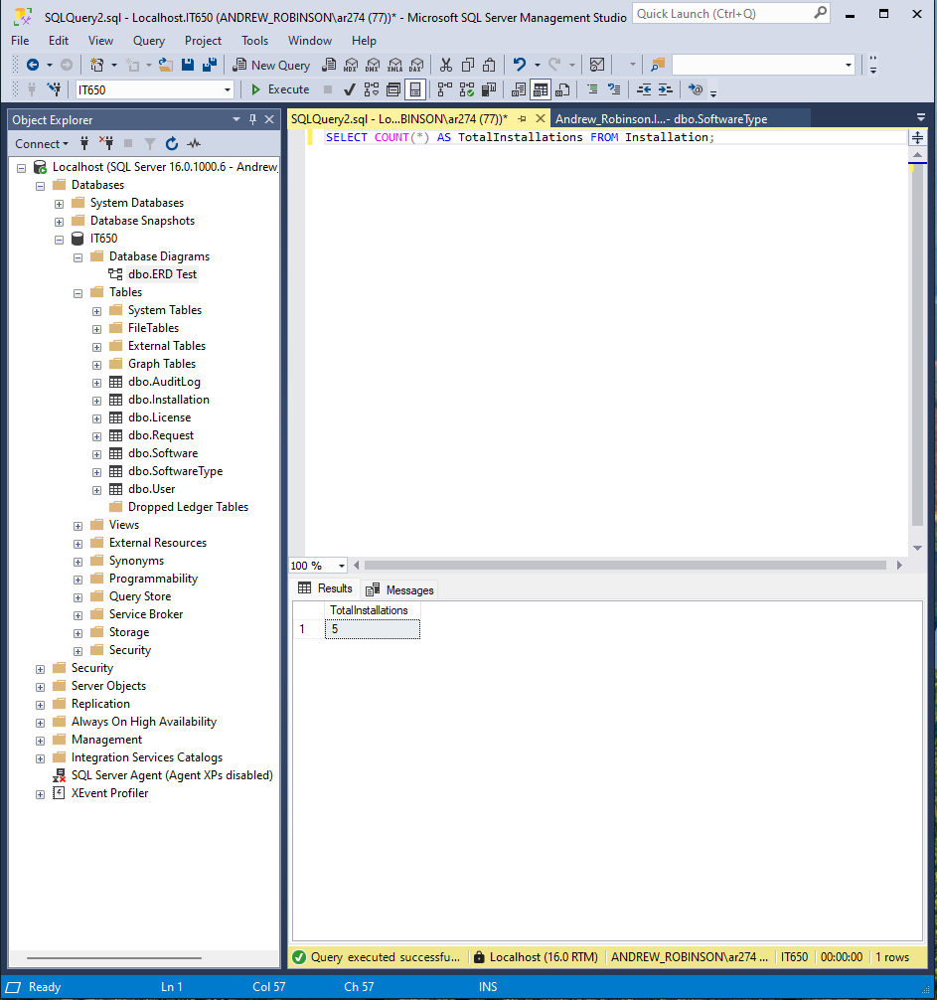 SQLQuery2.sql - Localhost.IT650 (ANDREW_ROBINSON\ar274 (77))* - Microsoft SQL Server Management Studio
Quick Launch (Ctrl+Q)
File Edit View Query Project Tools Window Help
New Query MDX DMX XMLA DAX
IT650 Execute
Object Explorer
SQLQuery2.sql - Lo...BINSON\ar274 (77))* Andrew_Robinson.I...- dbo.SoftwareType
Connect
SELECT COUNT(*) AS TotalInstallations FROM Installation;
Localhost (SQL Server 16.0.1000.6 - Andrew_
Databases
System Databases
Database Snapshots
IT650
Database Diagrams
dbo.ERD Test
Tables
System Tables
FileTables
External Tables
Graph Tables
dbo.AuditLog
dbo.Installation
dbo.License
dbo.Request
dbo.Software
dbo.SoftwareType
dbo.User
Dropped Ledger Tables
Views
External Resources
Synonyms
Programmability
Query Store
Service Broker
Storage
Security
Security
Server Objects
Replication
Always On High Availability
Management
Integration Services Catalogs
SQL Server Agent (Agent XPs disabled)
XEvent Profiler
100 %
Results Messages
TotalInstallations
1 5
Query executed successfu... Localhost (16.0 RTM) ANDREW_ROBINSON\ar274 ... IT650 00:00:00 1 rows
Ready Ln 1 Col 57 Ch 57 INS